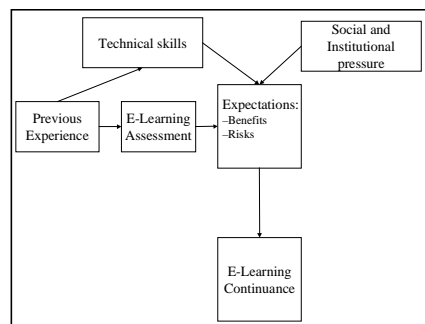 Technical skills
Social and
Institutional
pressure
Previous
Experience
E-Learning
Assessment
Expectations:
–Benefits
–Risks
E-Learning
Continuance